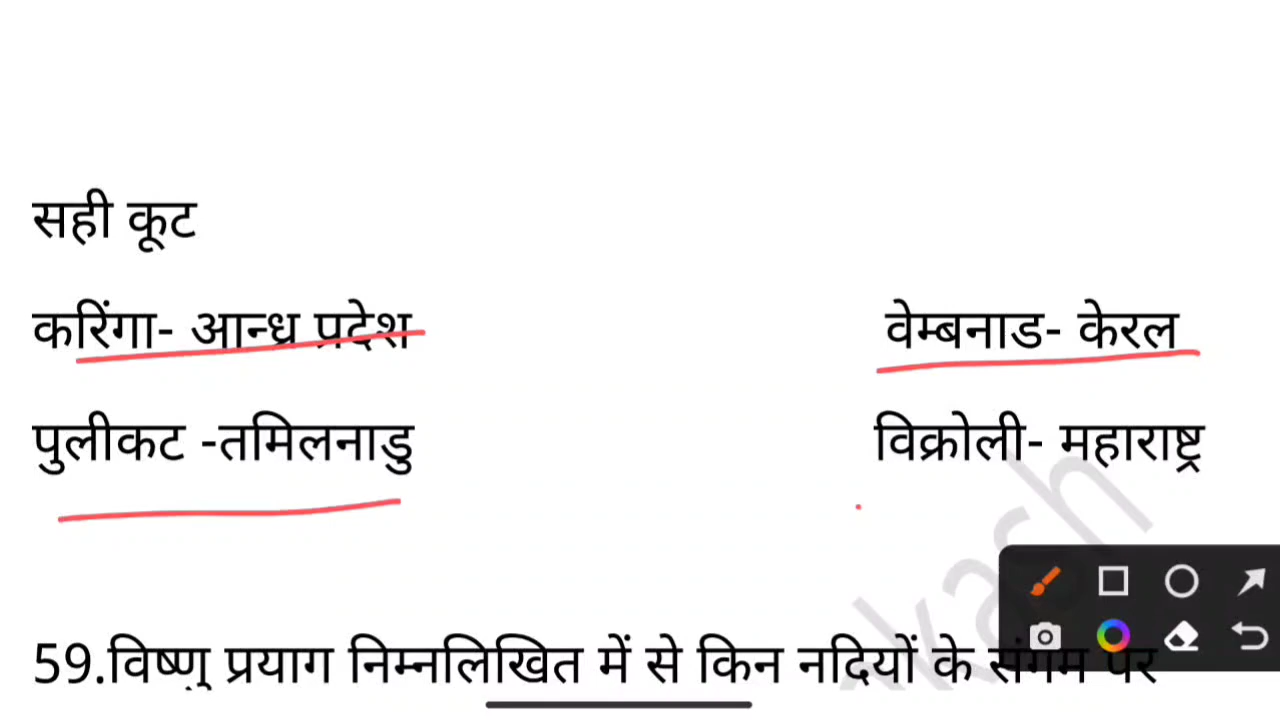 सही कूट
करिंगा- आन्ध्र प्रदेश वेम्बनाड- केरल
पुलीकट -तमिलनाडु विक्रोली- महाराष्ट्र
59.विष्णु प्रयाग निम्नलिखित में से किन नदियों के संगम पर